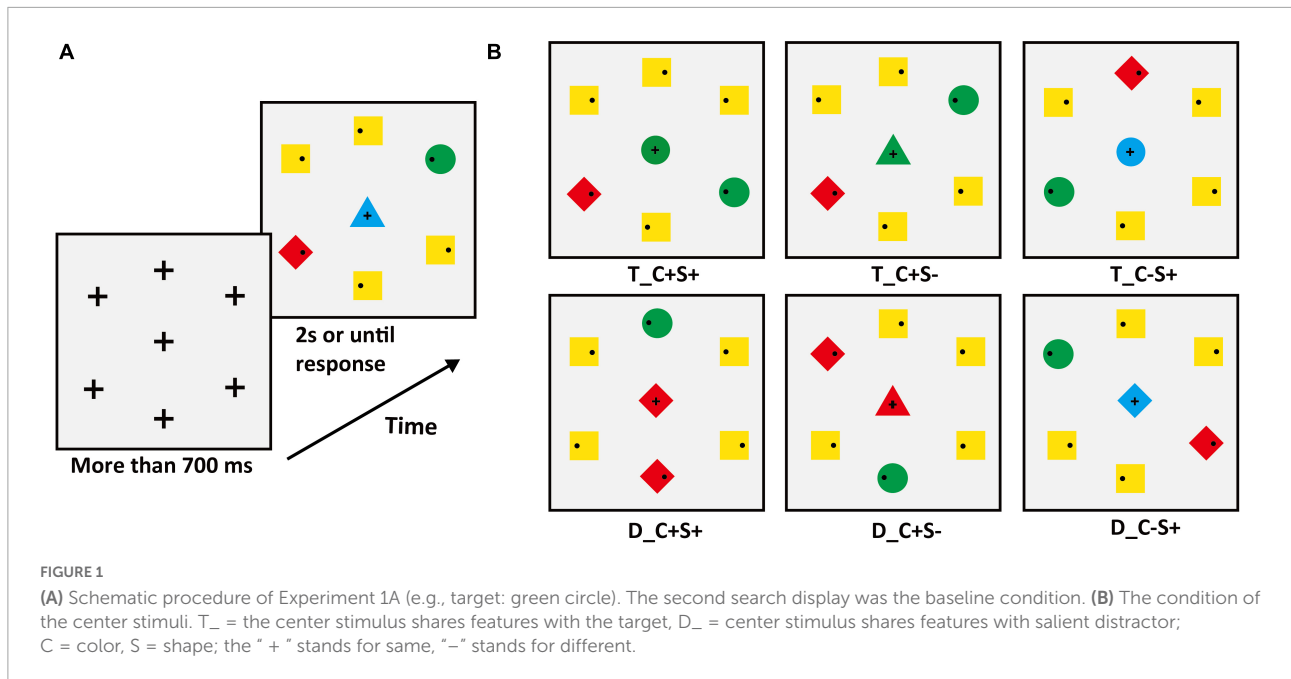 A
B
2s or until
response
Time
More than 700 ms
T_C+S+
T_C+S-
T_C-S+
D_C+S+
D_C+S-
D_C-S+
FIGURE 1
(A) Schematic procedure of Experiment 1A (e.g., target: green circle). The second search display was the baseline condition. (B) The condition of
the center stimuli. T_ = the center stimulus shares features with the target, D_ = center stimulus shares features with salient distractor;
C = color, S = shape; the “ + ” stands for same, “–” stands for different.